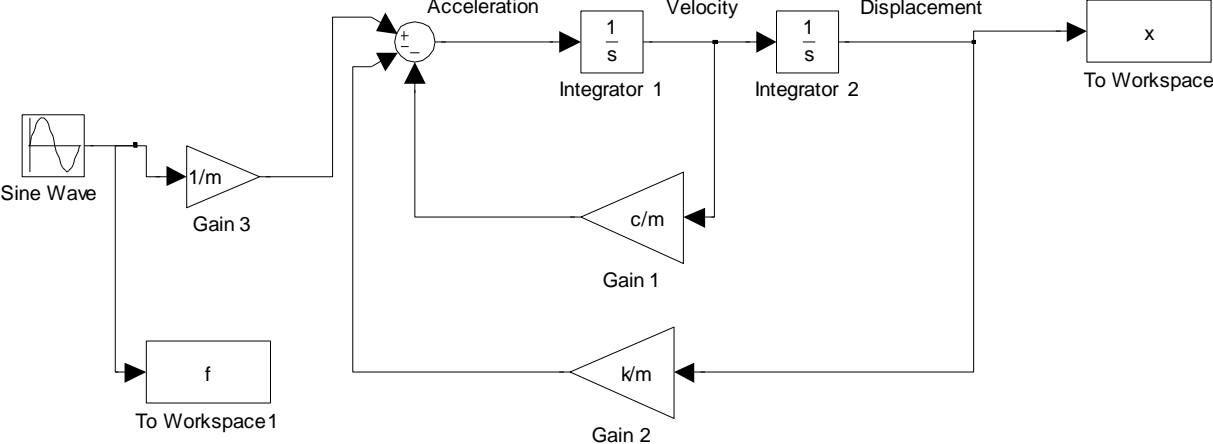 Acceleration
Velocity
Displacement
+
−
−
1
s
Integrator 1
1
s
Integrator 2
x
To Workspace
Sine Wave
1/m
Gain 3
c/m
Gain 1
f
To Workspace1
k/m
Gain 2